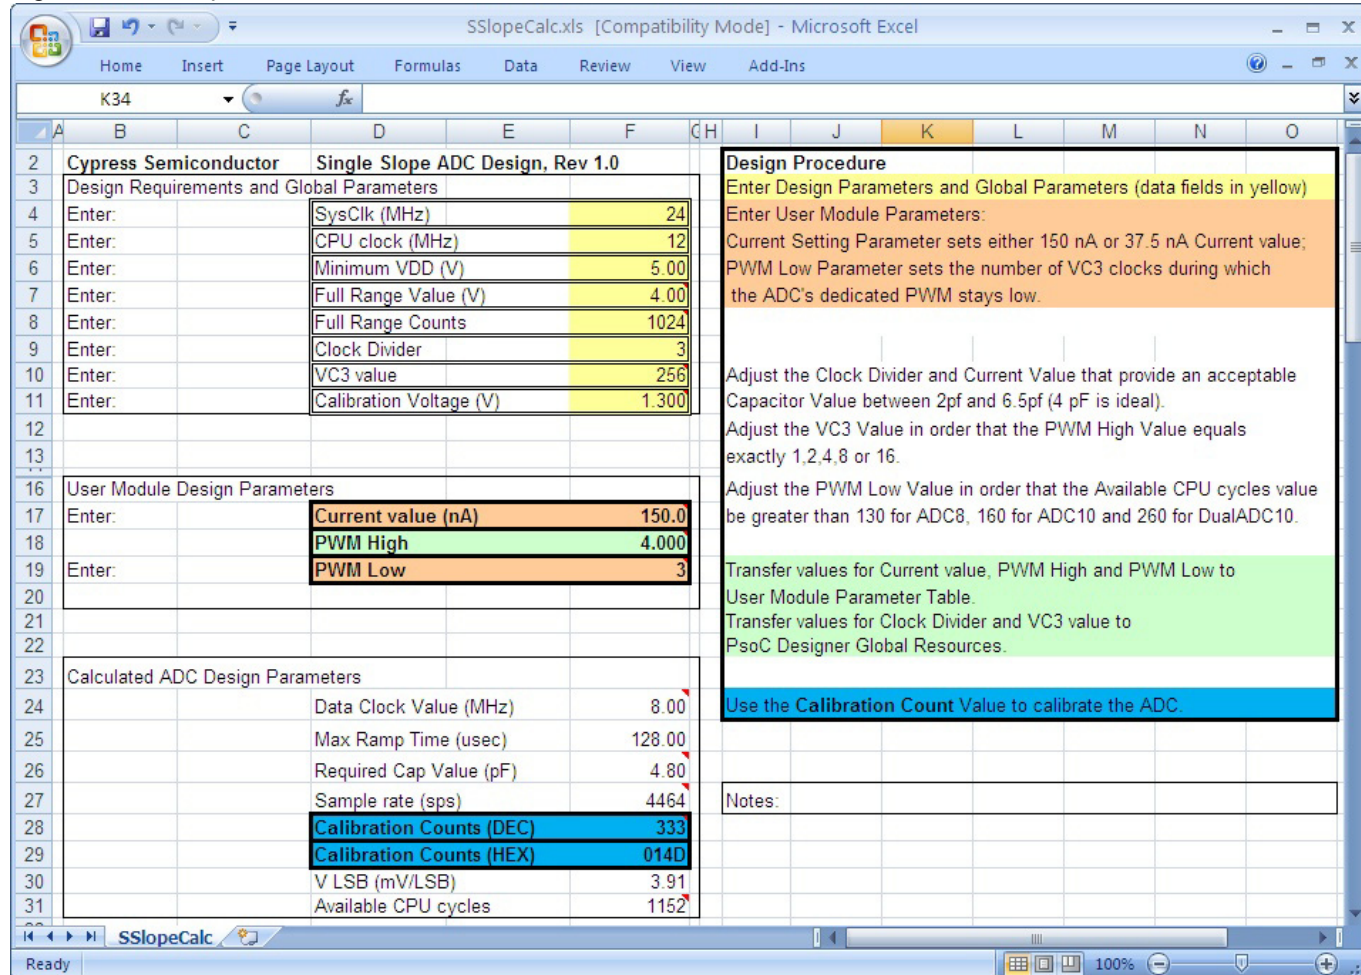 SSlopeCalc.xls [Compatibility Mode] - Microsoft Excel
Home Insert Page Layout Formulas Data Review View Add-Ins
K34 fx
A B C D E F G H I J K L M N O
2 Cypress Semiconductor Single Slope ADC Design, Rev 1.0
3 Design Requirements and Global Parameters
4 Enter: SysClk (MHz) 24
5 Enter: CPU clock (MHz) 12
6 Enter: Minimum VDD (V) 5.00
7 Enter: Full Range Value (V) 4.00
8 Enter: Full Range Counts 1024
9 Enter: Clock Divider 3
10 Enter: VC3 value 256
11 Enter: Calibration Voltage (V) 1.300
12
13
16 User Module Design Parameters
17 Enter: Current value (nA) 150.0
18 PWM High 4.000
19 Enter: PWM Low 3
20
21
22
23 Calculated ADC Design Parameters
24 Data Clock Value (MHz) 8.00
25 Max Ramp Time (usec) 128.00
26 Required Cap Value (pF) 4.80
27 Sample rate (sps) 4464
28 Calibration Counts (DEC) 333
29 Calibration Counts (HEX) 014D
30 V LSB (mV/LSB) 3.91
31 Available CPU cycles 1152
Design Procedure
Enter Design Parameters and Global Parameters (data fields in yellow)
Enter User Module Parameters:
Current Setting Parameter sets either 150 nA or 37.5 nA Current value;
PWM Low Parameter sets the number of VC3 clocks during which
the ADC's dedicated PWM stays low.
Adjust the Clock Divider and Current Value that provide an acceptable
Capacitor Value between 2pf and 6.5pf (4 pF is ideal).
Adjust the VC3 Value in order that the PWM High Value equals
exactly 1,2,4,8 or 16.
Adjust the PWM Low Value in order that the Available CPU cycles value
be greater than 130 for ADC8, 160 for ADC10 and 260 for DualADC10.
Transfer values for Current value, PWM High and PWM Low to
User Module Parameter Table.
Transfer values for Clock Divider and VC3 value to
PsoC Designer Global Resources.
Use the Calibration Count Value to calibrate the ADC.
Notes:
SSlopeCalc
Ready 100%